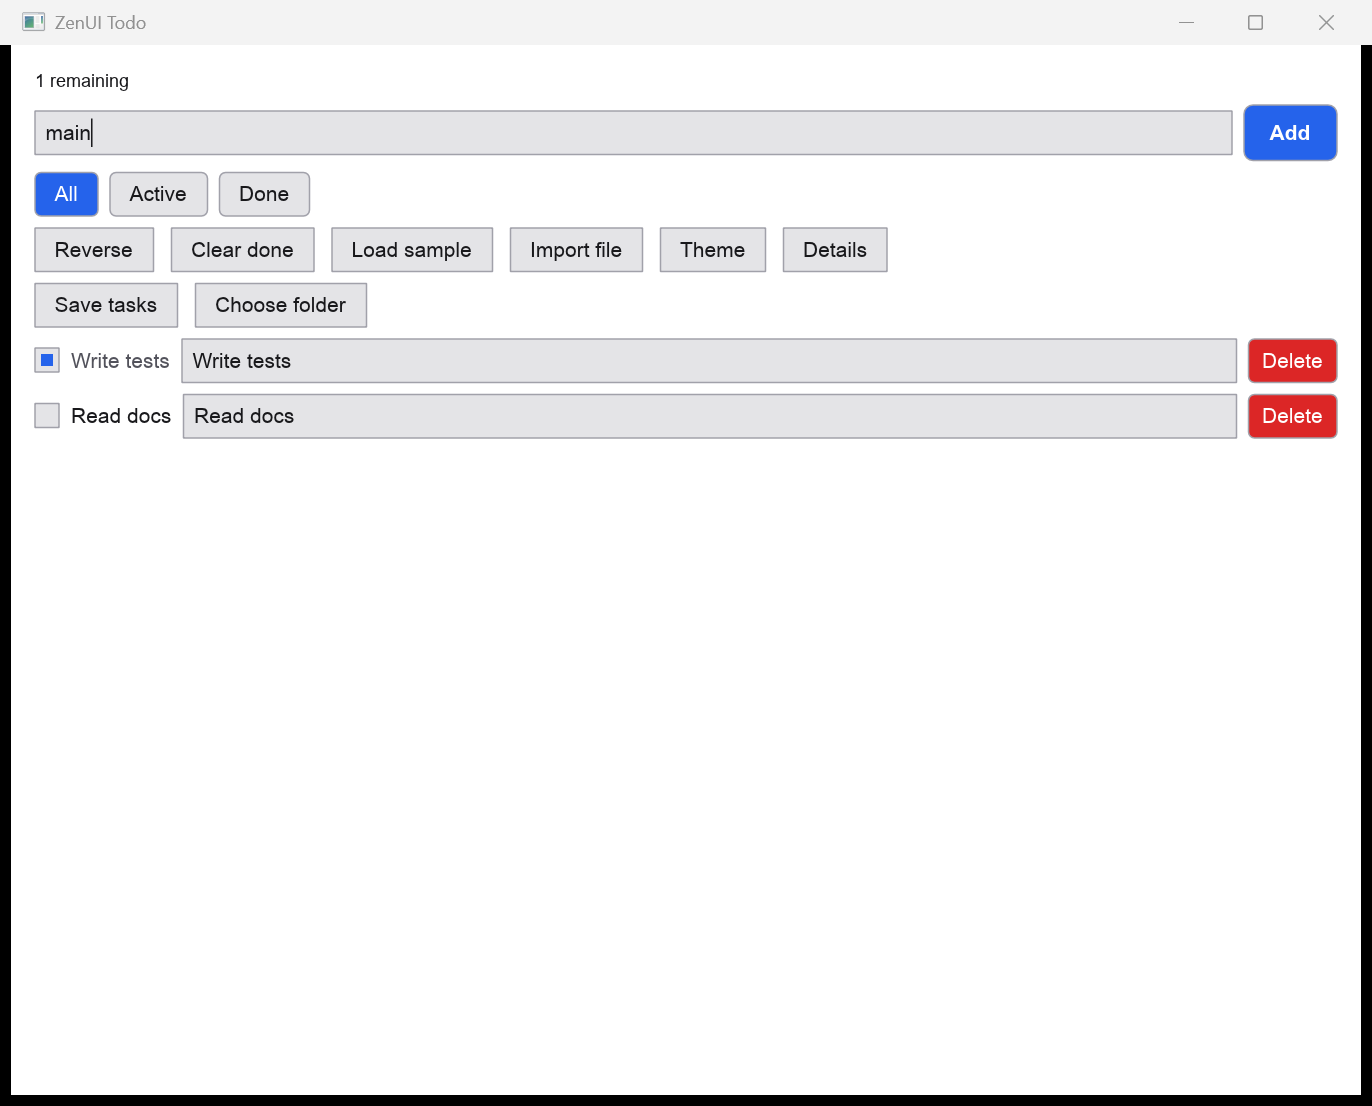 ZenUI Todo
1 remaining
main
Add
All Active Done
Reverse Clear done Load sample Import file Theme Details
Save tasks Choose folder
Write tests Write tests Delete
Read docs Read docs Delete